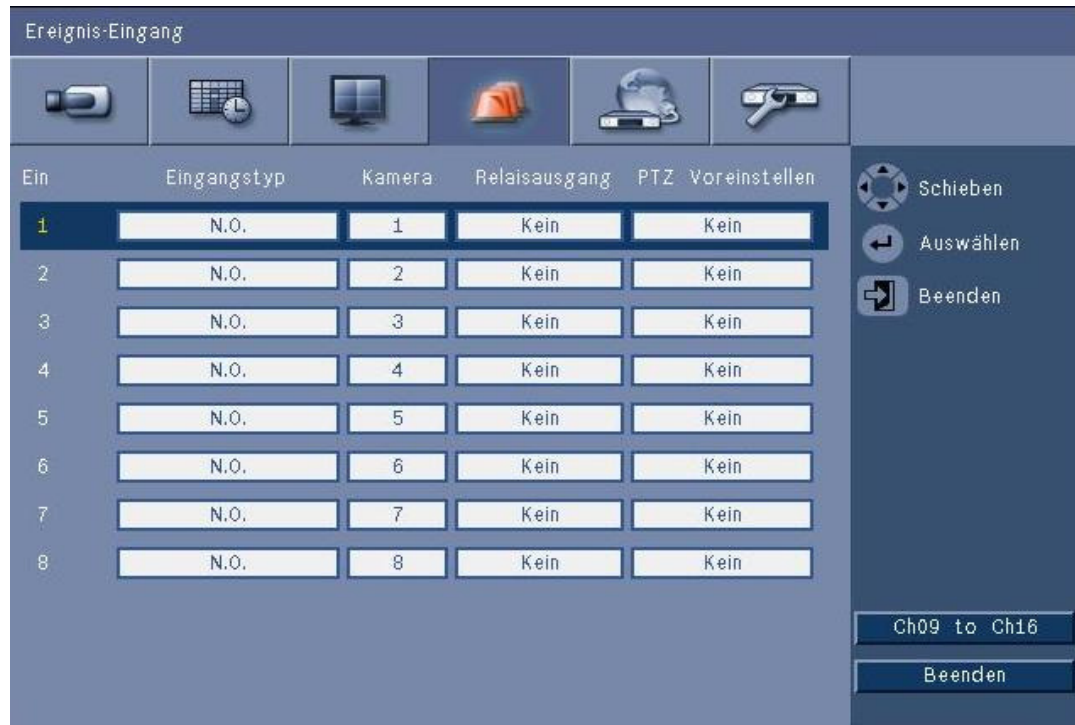 Ereignis-Eingang
Ein Eingangstyp Kamera Relaisausgang PTZ Voreinstellen
1 N.O. 1 Kein Kein
2 N.O. 2 Kein Kein
3 N.O. 3 Kein Kein
4 N.O. 4 Kein Kein
5 N.O. 5 Kein Kein
6 N.O. 6 Kein Kein
7 N.O. 7 Kein Kein
8 N.O. 8 Kein Kein
Schieben
Auswählen
Beenden
Ch09 to Ch16
Beenden